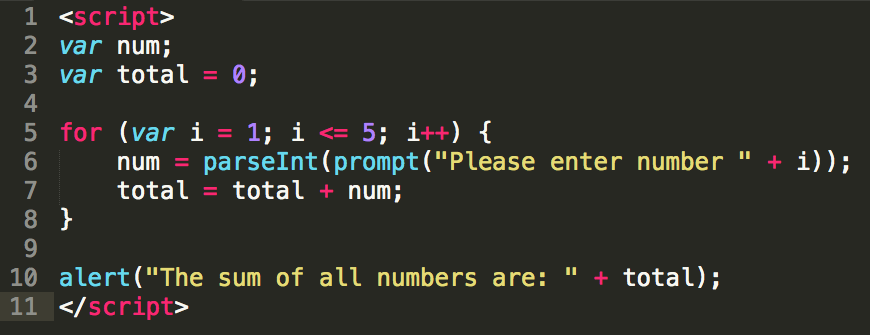 1 <script>
2 var num;
3 var total = 0;
4
5 for (var i = 1; i <= 5; i++) {
6     num = parseInt(prompt("Please enter number " + i));
7     total = total + num;
8 }
9
10 alert("The sum of all numbers are: " + total);
11 </script>